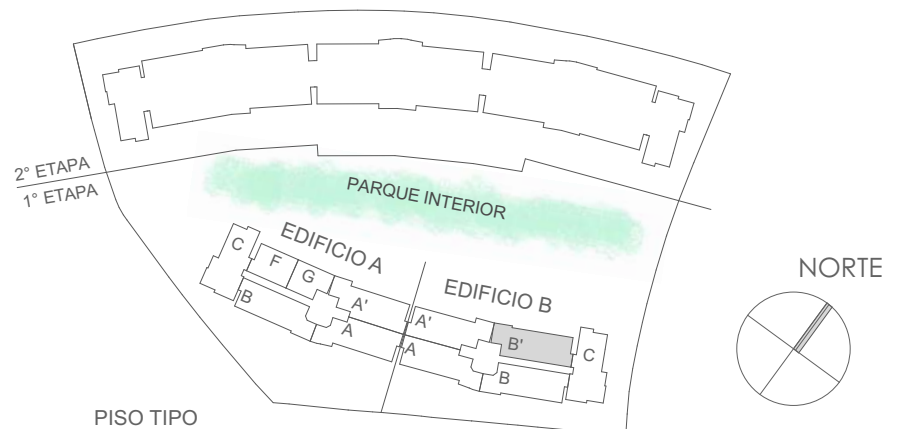 2° ETAPA
1° ETAPA
PARQUE INTERIOR
EDIFICIO A
C
F
G
A'
B
A
EDIFICIO B
A'
B'
C
A
B
NORTE
PISO TIPO